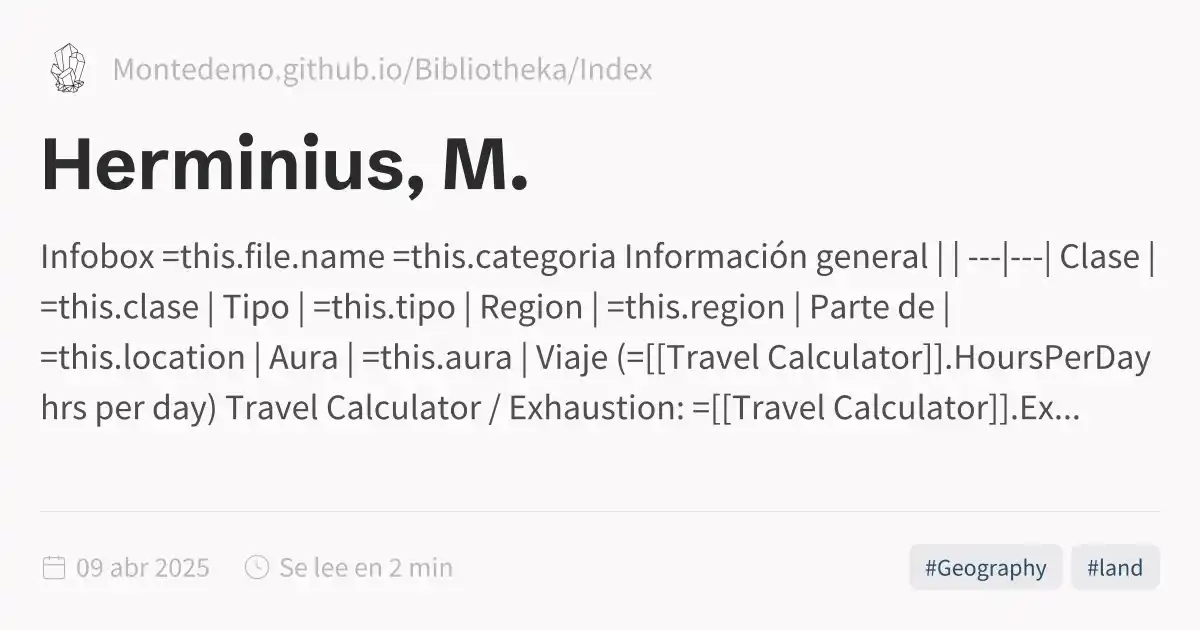 Montedemo.github.io/Bibliotheka/Index
Herminius, M.
Infobox =this.file.name =this.categoria Información general | | ---|---| Clase |
=this.clase | Tipo | =this.tipo | Region | =this.region | Parte de |
=this.location | Aura | =this.aura | Viaje (=[[Travel Calculator]].HoursPerDay
hrs per day) Travel Calculator / Exhaustion: =[[Travel Calculator]].Ex...
09 abr 2025 Se lee en 2 min #Geography #land